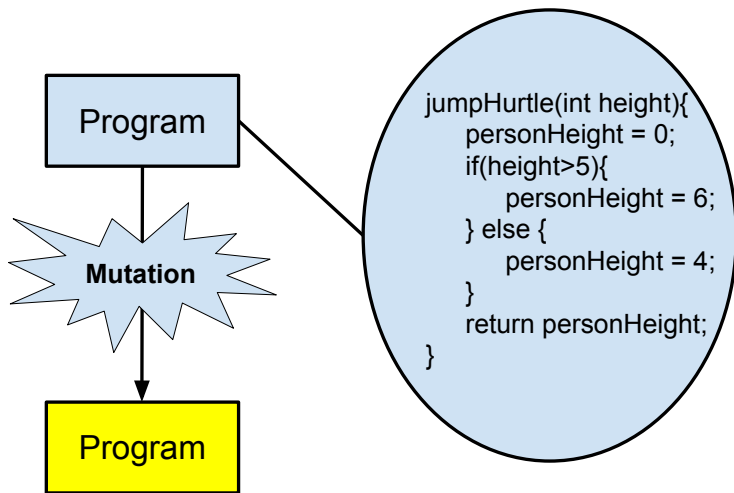 Program
Mutation
Program
jumpHurtle(int height){
personHeight = 0;
if(height>5){
personHeight = 6;
} else {
personHeight = 4;
}
return personHeight;
}